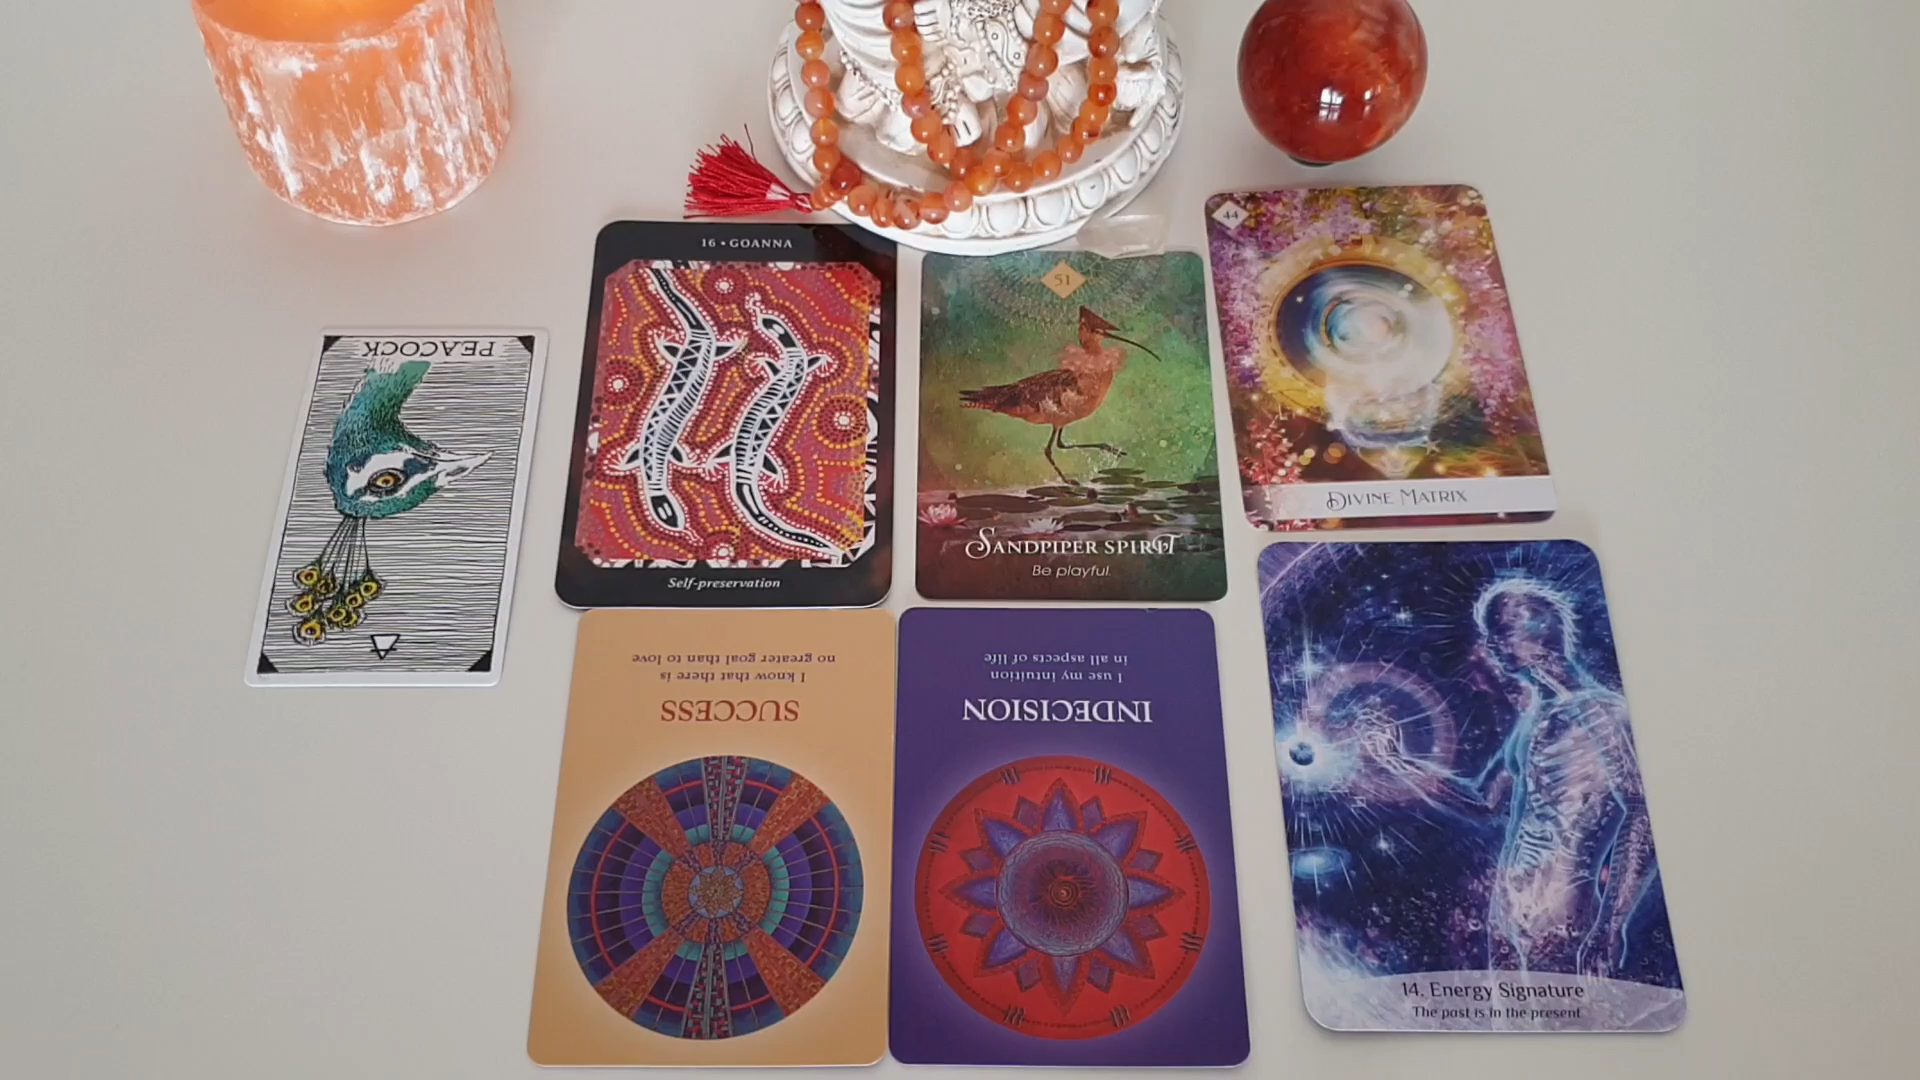 16 • GOANNA
Self-preservation
51
SANDPIPER SPIRIT
Be playful.
44
DIVINE MATRIX
PEACOCK
SUCCESS
I know that there is
no greater goal than to love
INDECISION
I use my intuition
in all aspects of life
14. Energy Signature
The past is in the present